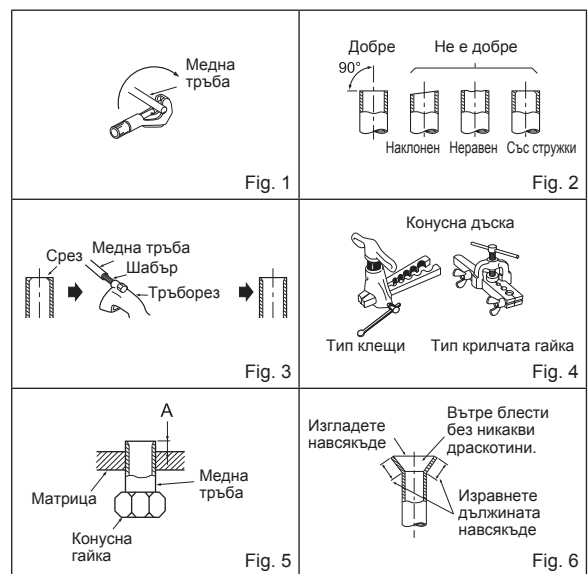 Медна
тръба
Fig. 1
Добре
Не е добре
90°
Наклонен
Неравен
Със стружки
Fig. 2
Срез
Медна тръба
Шабър
Тръборез
Fig. 3
Конусна дъска
Тип клещи
Тип крилчата гайка
Fig. 4
A
Матрица
Медна
тръба
Конусна
гайка
Fig. 5
Изгладете
навсякъде
Вътре блести
без никакви
драскотини.
Изравнете
дължината
навсякъде
Fig. 6